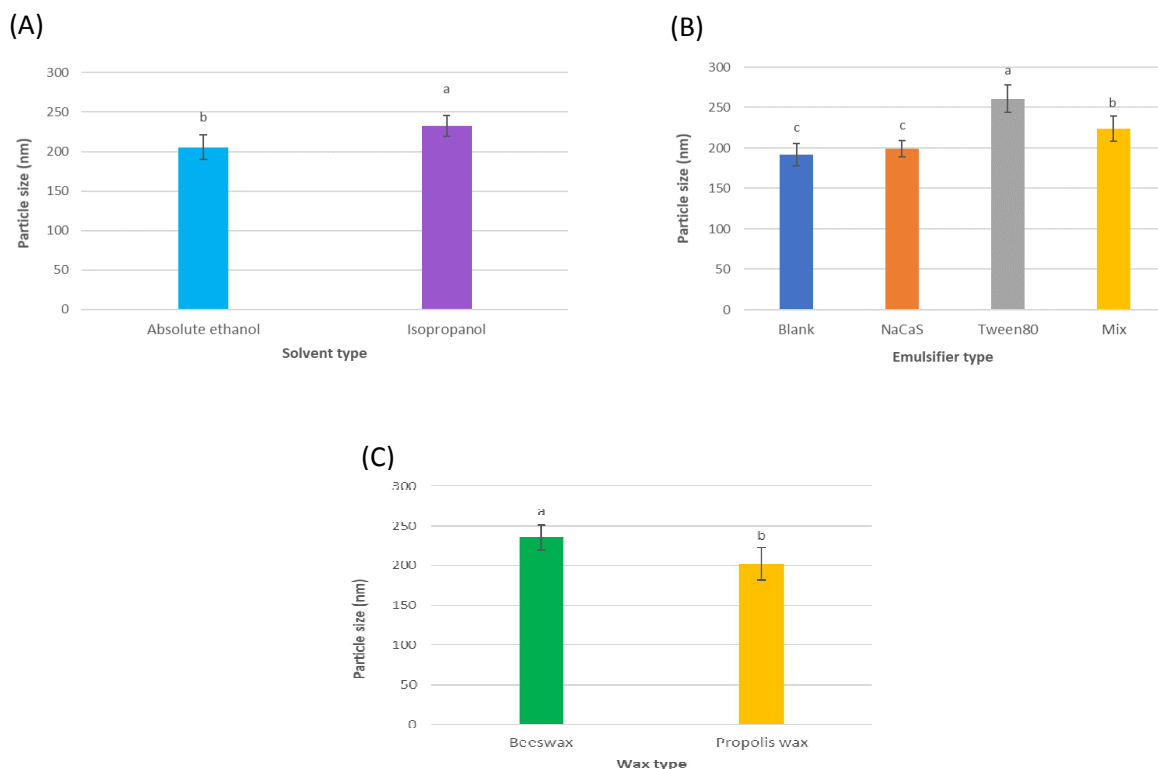 (A)
300
250
200
150
100
50
0
b
a
Particle size (nm)
Absolute ethanol
Isopropanol
Solvent type
(B)
300
250
200
150
100
50
0
c
c
a
b
Particle size (nm)
Blank
NaCaS
Tween80
Mix
Emulsifier type
(C)
300
250
200
150
100
50
0
a
b
Particle size (nm)
Beeswax
Propolis wax
Wax type